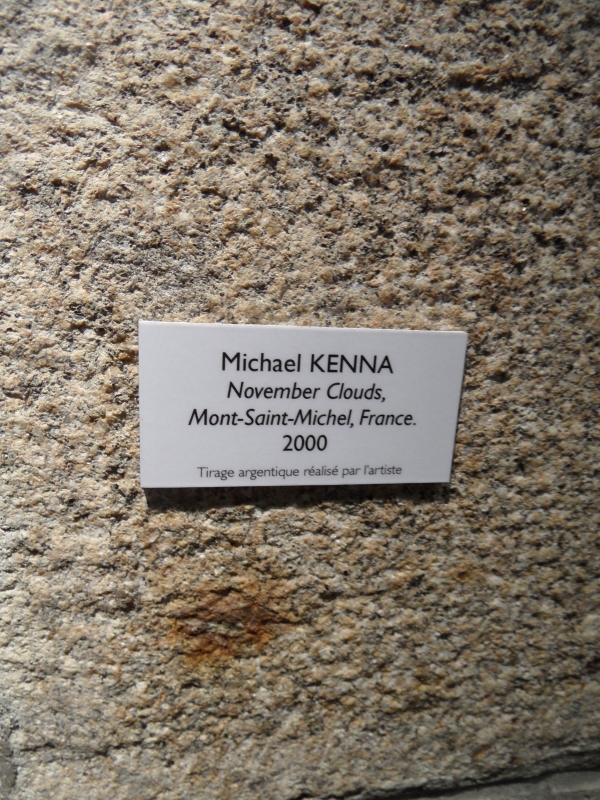 Michael KENNA
November Clouds,
Mont-Saint-Michel, France.
2000
Tirage argentique réalisé par l'artiste